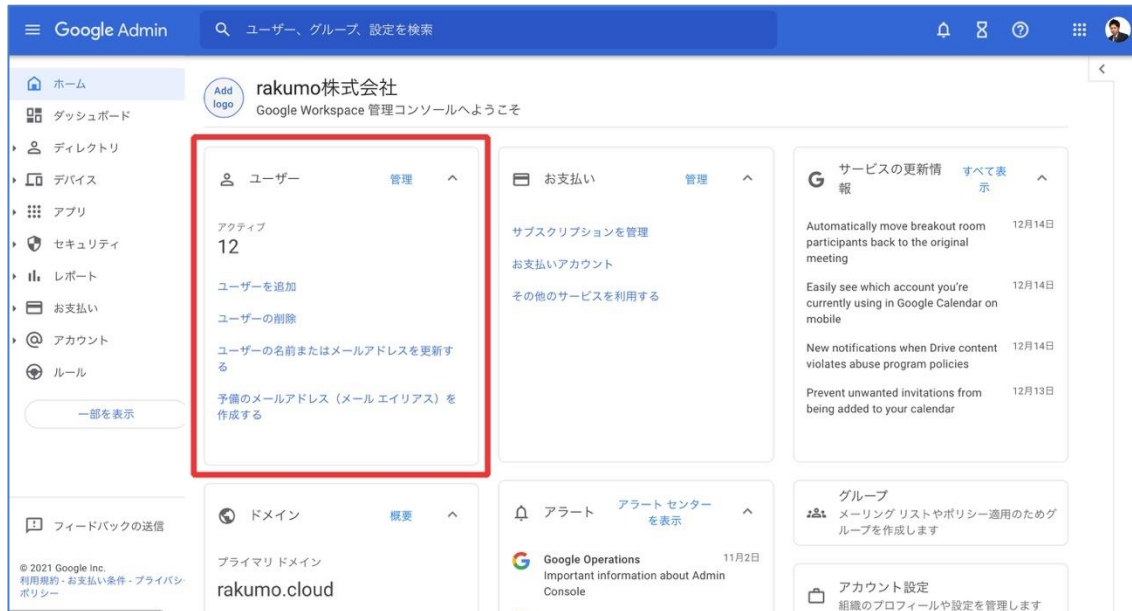 Google Admin
ユーザー、グループ、設定を検索
ホーム
ダッシュボード
ディレクトリ
デバイス
アプリ
セキュリティ
レポート
お支払い
アカウント
ルール
一部を表示
フィードバックの送信
© 2021 Google Inc.
利用規約 - お支払い条件 - プライバシー
ポリシー
Add
logo
rakumo株式会社
Google Workspace 管理コンソールへようこそ
ユーザー 管理
アクティブ
12
ユーザーを追加
ユーザーの削除
ユーザーの名前またはメールアドレスを更新す
る
予備のメールアドレス（メール エイリアス）を
作成する
お支払い 管理
サブスクリプションを管理
お支払いアカウント
その他のサービスを利用する
G サービスの更新情 すべて表
報 示
Automatically move breakout room 12月14日
participants back to the original
meeting
Easily see which account you're 12月14日
currently using in Google Calendar on
mobile
New notifications when Drive content 12月14日
violates abuse program policies
Prevent unwanted invitations from 12月13日
being added to your calendar
ドメイン 概要
プライマリ ドメイン
rakumo.cloud
アラート アラート センター
を表示
Google Operations 11月2日
Important information about Admin
Console
グループ
メーリング リストやポリシー適用のためグ
ループを作成します
アカウント設定
組織のプロフィールや設定を管理します